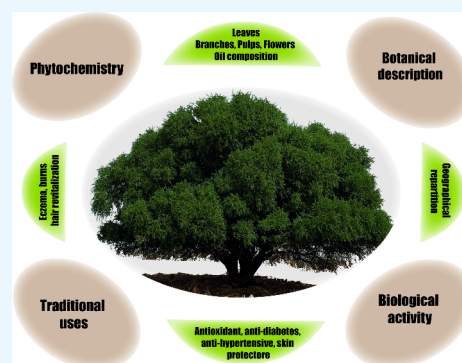 Leaves
Branches, Pulps, Flowers
Oil composition
Phytochemistry
Botanical
description
Eczema, burns
hair revitalization
Geographical
repartition
Traditional
uses
Biological
activity
Antioxidant, anti-diabetes,
anti-hypertensive, skin
protectore